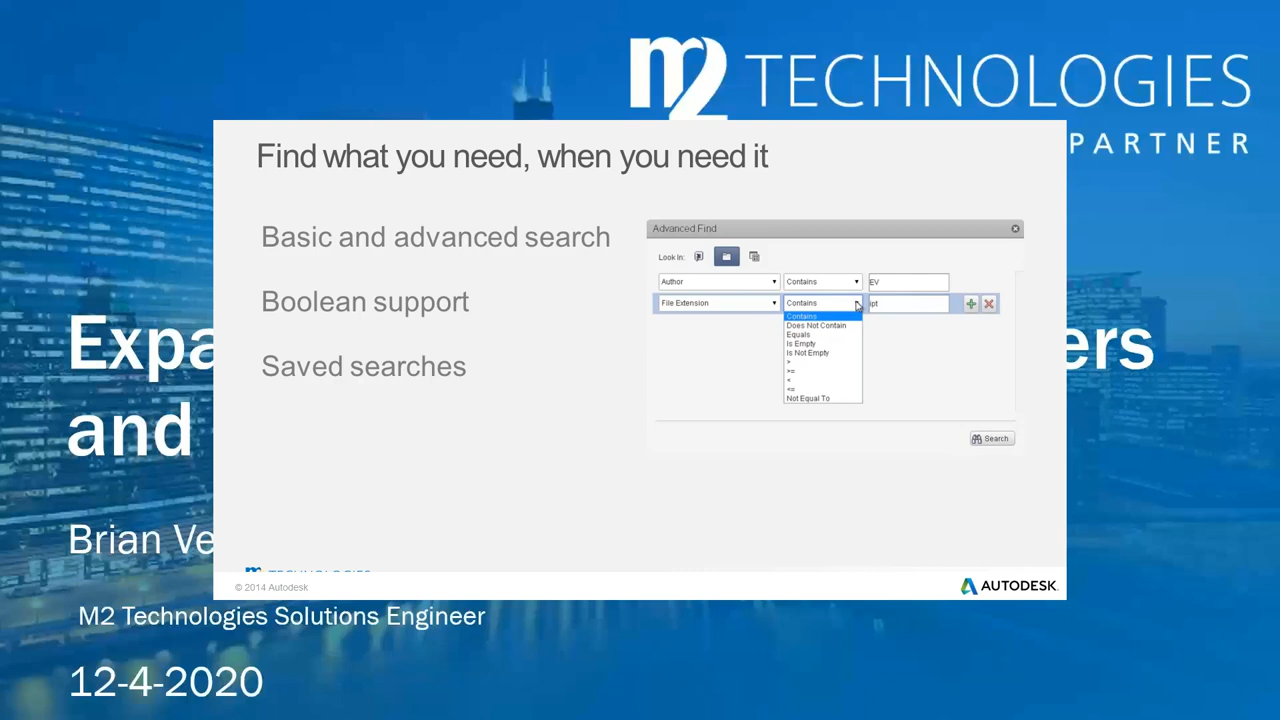 m2 TECHNOLOGIES
PARTNER
Find what you need, when you need it
Basic and advanced search
Boolean support
Saved searches
Advanced Find
Look in:
Author Contains EV
File Extension Contains ipt
Contains
Does Not Contain
Equals
Is Empty
Is Not Empty
>
>=
<
<=
Not Equal To
Search
and
Brian Ve
© 2014 Autodesk
AUTODESK
M2 Technologies Solutions Engineer
12-4-2020